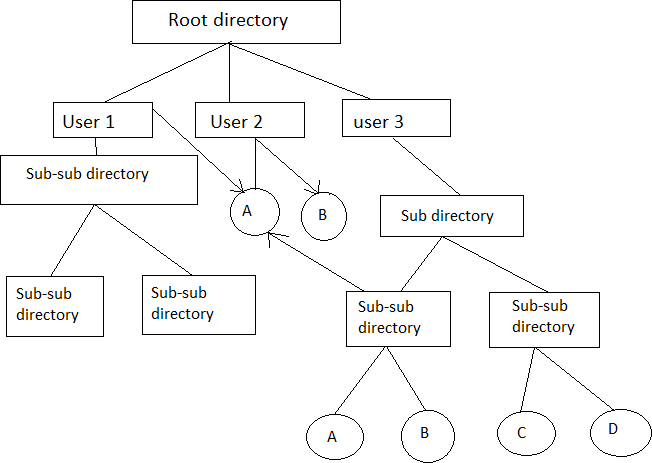 Root directory
User 1
User 2
user 3
Sub-sub directory
A
B
Sub directory
Sub-sub
directory
Sub-sub
directory
Sub-sub
directory
Sub-sub
directory
A
B
C
D